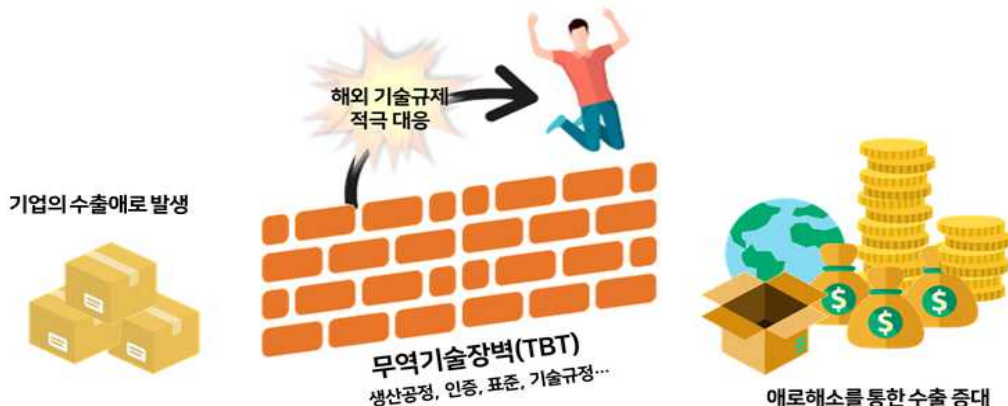 해외 기술규제
적극 대응
기업의 수출애로 발생
무역기술장벽(TBT)
생산공정, 인증, 표준, 기술규정...
애로해소를 통한 수출 증대
$
$
$